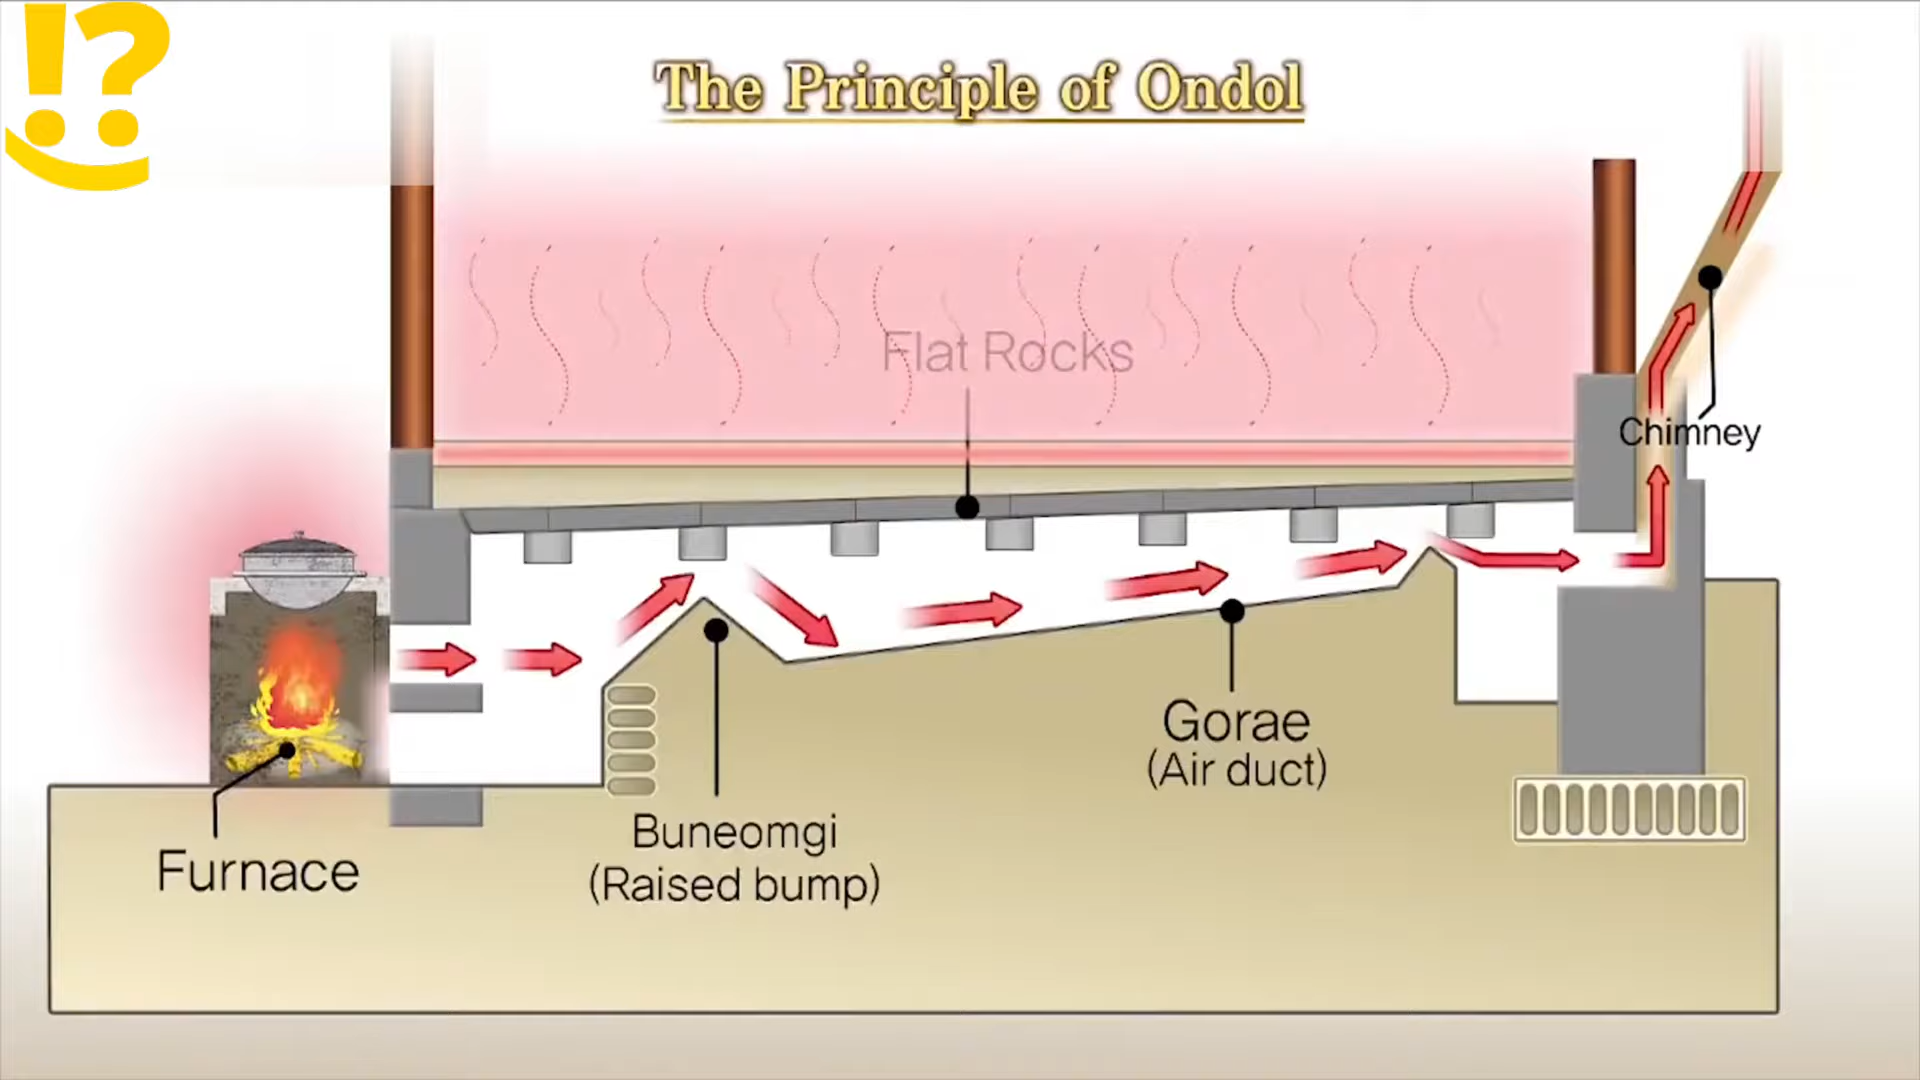 !?
The Principle of Ondol
Flat Rocks
Chimney
Gorae
(Air duct)
Buneomgi
(Raised bump)
Furnace